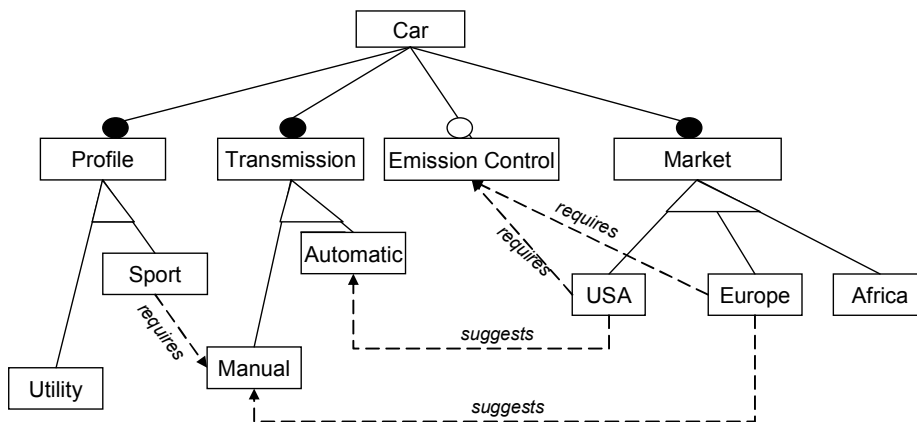 Car
Profile
Transmission
Emission Control
Market
requires
requires
Automatic
Sport
USA
Europe
Africa
requires
suggests
Manual
Utility
suggests